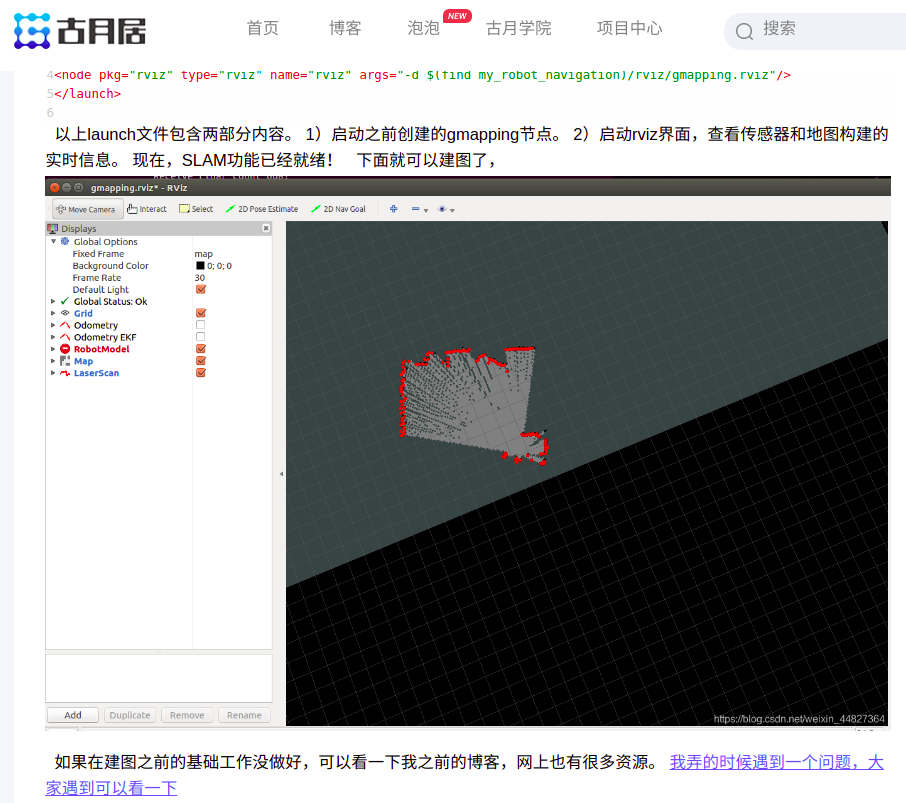 古月居
首页
博客
泡泡
NEW
古月学院
项目中心
搜索
4 <node pkg="rviz" type="rviz" name="rviz" args="-d $(find my_robot_navigation)/rviz/gmapping.rviz"/>
5 </launch>
6
以上launch文件包含两部分内容。 1）启动之前创建的gmapping节点。 2）启动rviz界面，查看传感器和地图构建的
实时信息。 现在，SLAM功能已经就绪！ 下面就可以建图了，
gmapping.rviz* - RViz
Move Camera
Interact
Select
2D Pose Estimate
2D Nav Goal
Displays
Global Options
Fixed Frame map
Background Color 0; 0; 0
Frame Rate 30
Default Light
Global Status: Ok
Grid
Odometry
Odometry EKF
RobotModel
Map
LaserScan
https://blog.csdn.net/weixin_44827364
Add
Duplicate
Remove
Rename
如果在建图之前的基础工作没做好，可以看一下我之前的博客，网上也有很多资源。 我弄的时候遇到一个问题，大
家遇到可以看一下